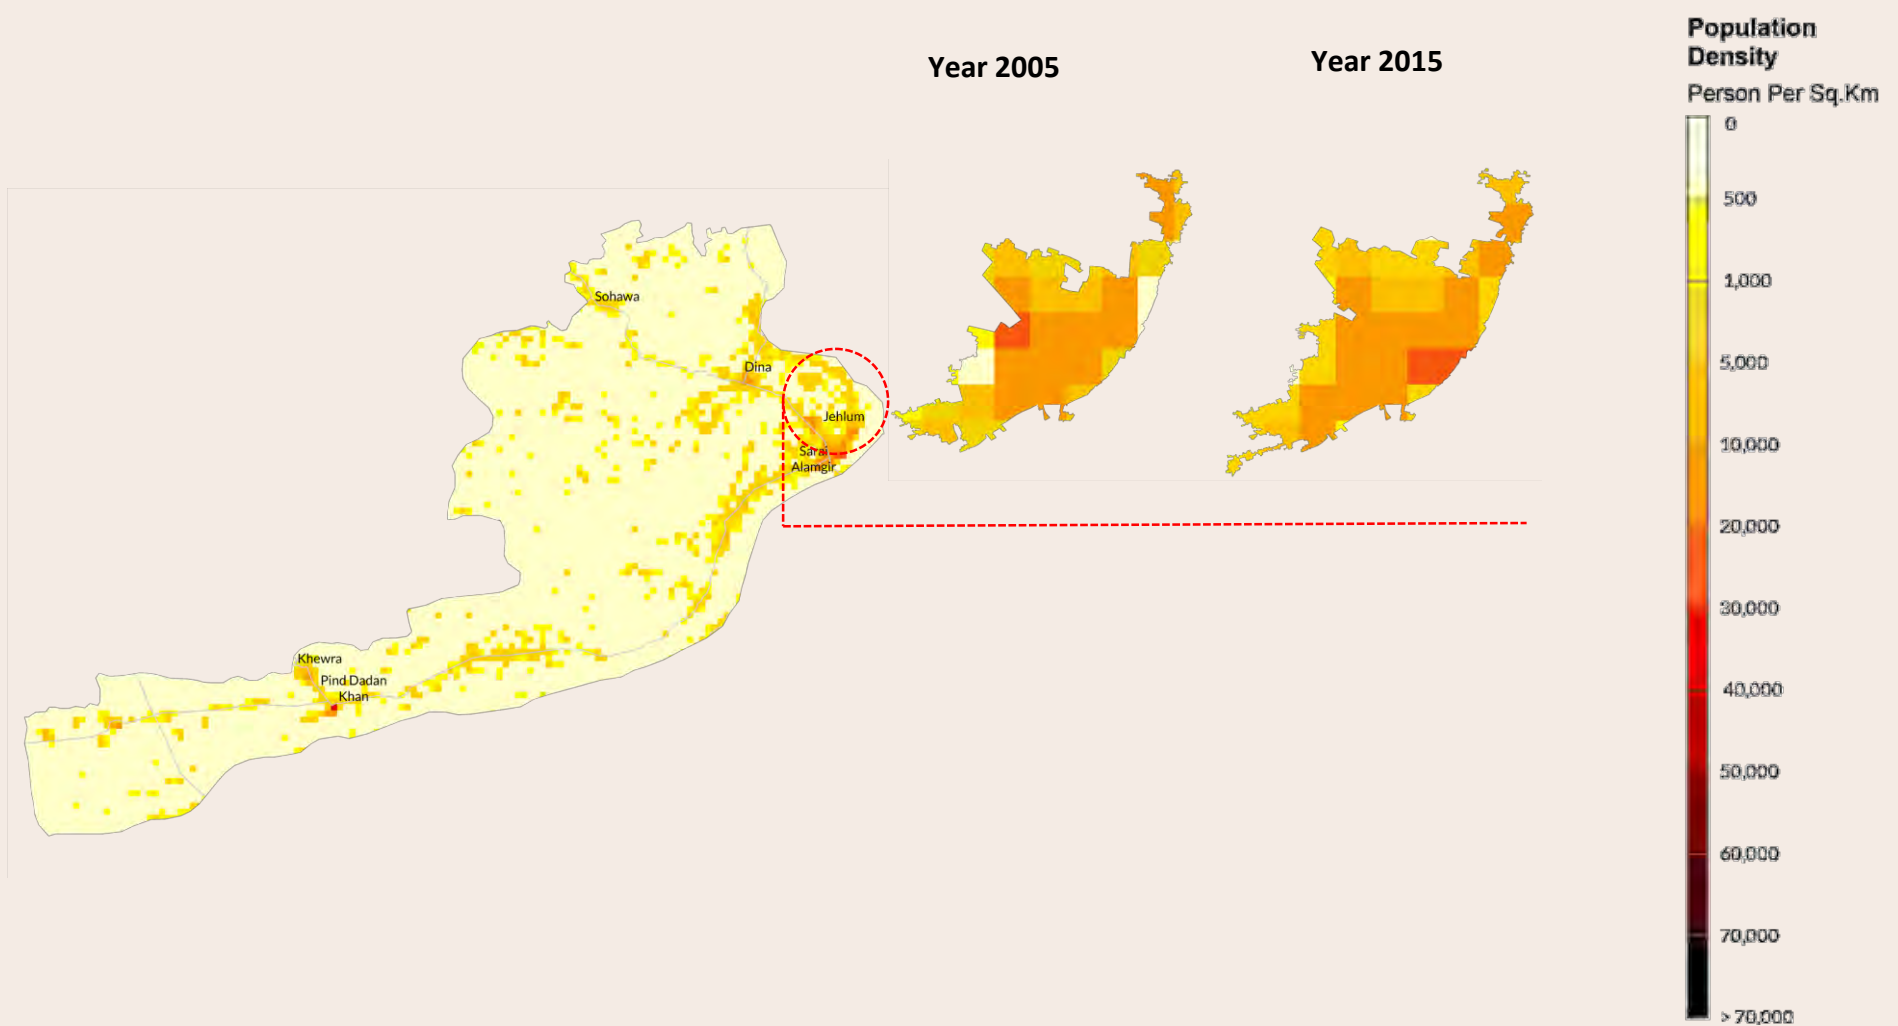 Year 2005
Year 2015
Population
Density
Person Per Sq.Km
0
500
1,000
5,000
10,000
20,000
30,000
40,000
50,000
60,000
70,000
> 70,000
Sohawa
Dina
Jehlum
Sarai
Alamgir
Khewra
Pind Dadan
Khan